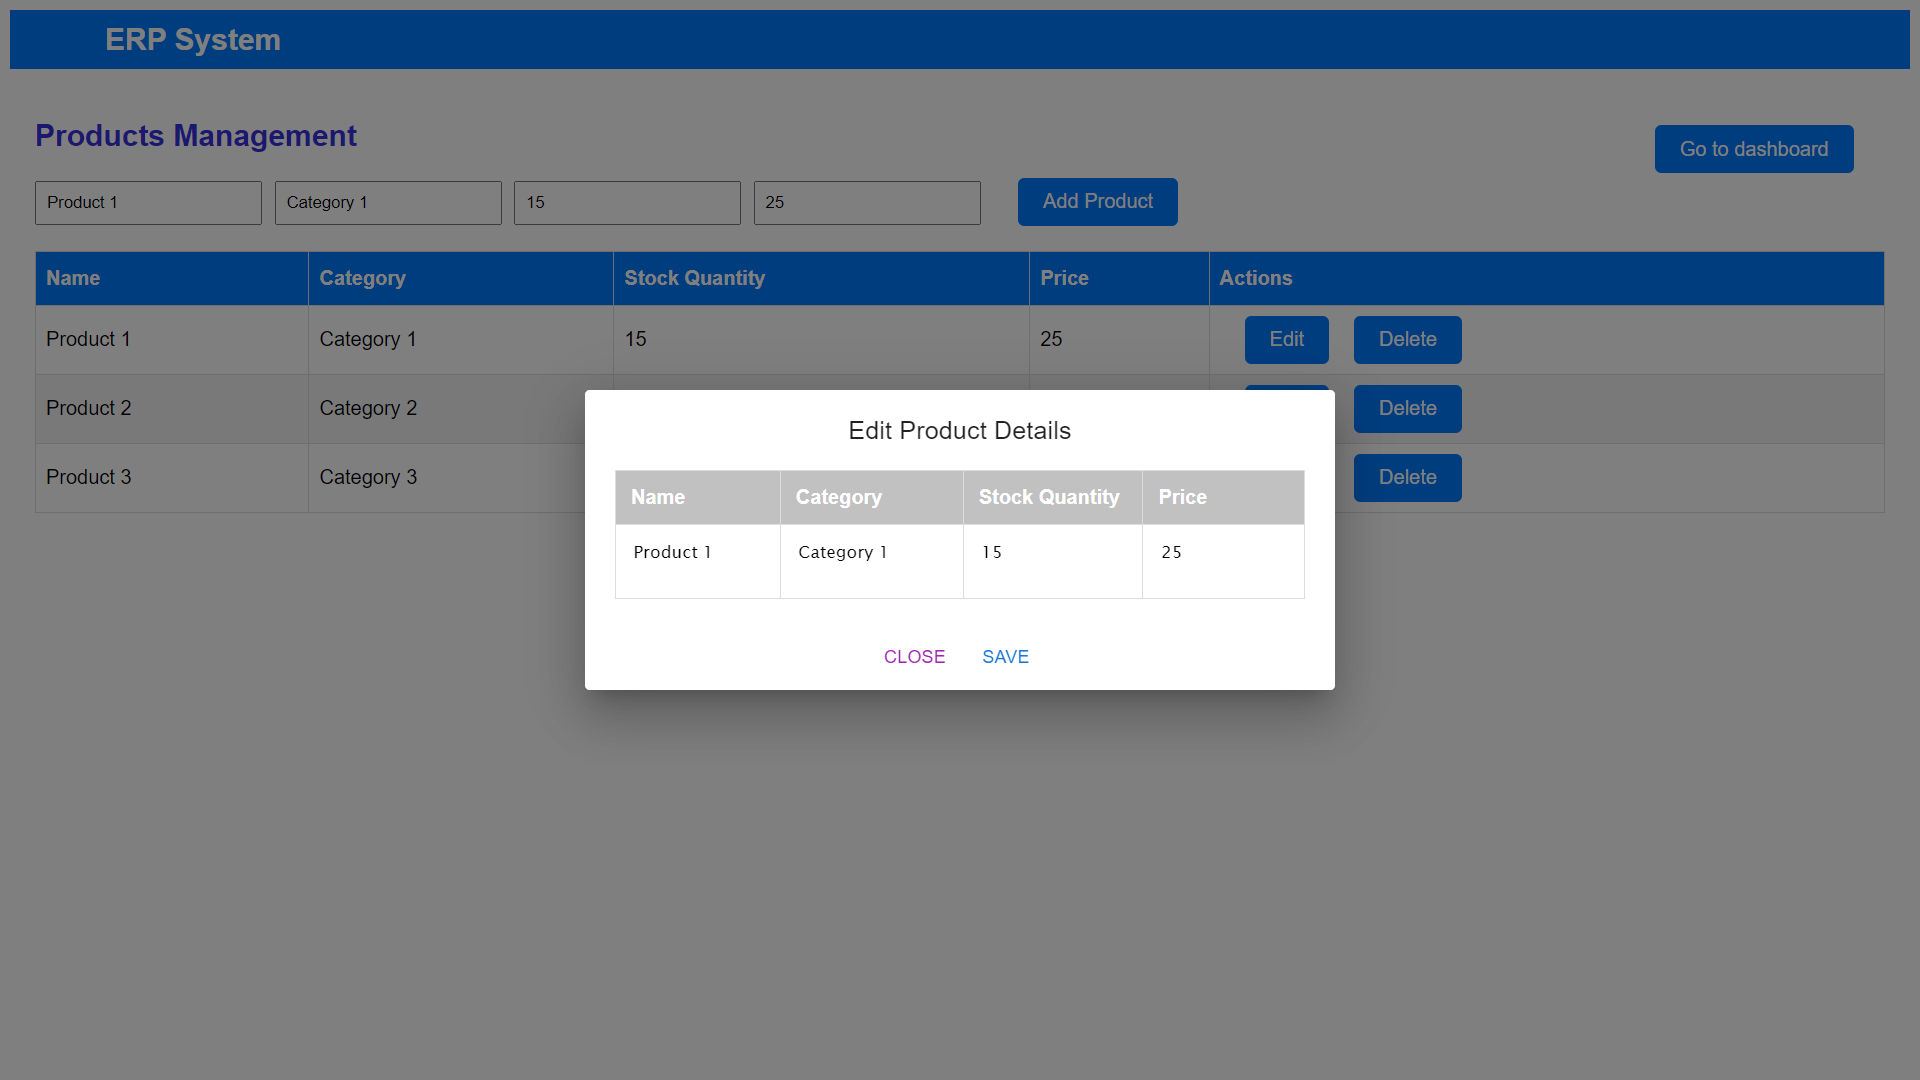 ERP System
Products Management
Go to dashboard
Product 1 Category 1 15 25 Add Product
Name Category Stock Quantity Price Actions
Product 1 Category 1 15 25 Edit Delete
Product 2 Category 2 Delete
Product 3 Category 3 Delete
Edit Product Details
Name Category Stock Quantity Price
Product 1 Category 1 15 25
CLOSE SAVE